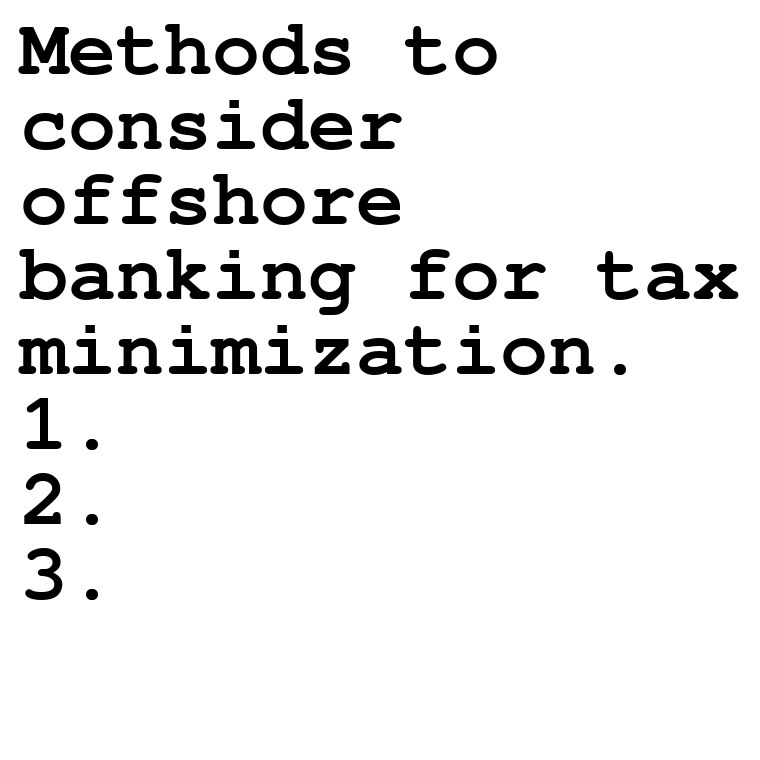 Methods to
consider
offshore
banking for tax
minimization.
1.
2.
3.